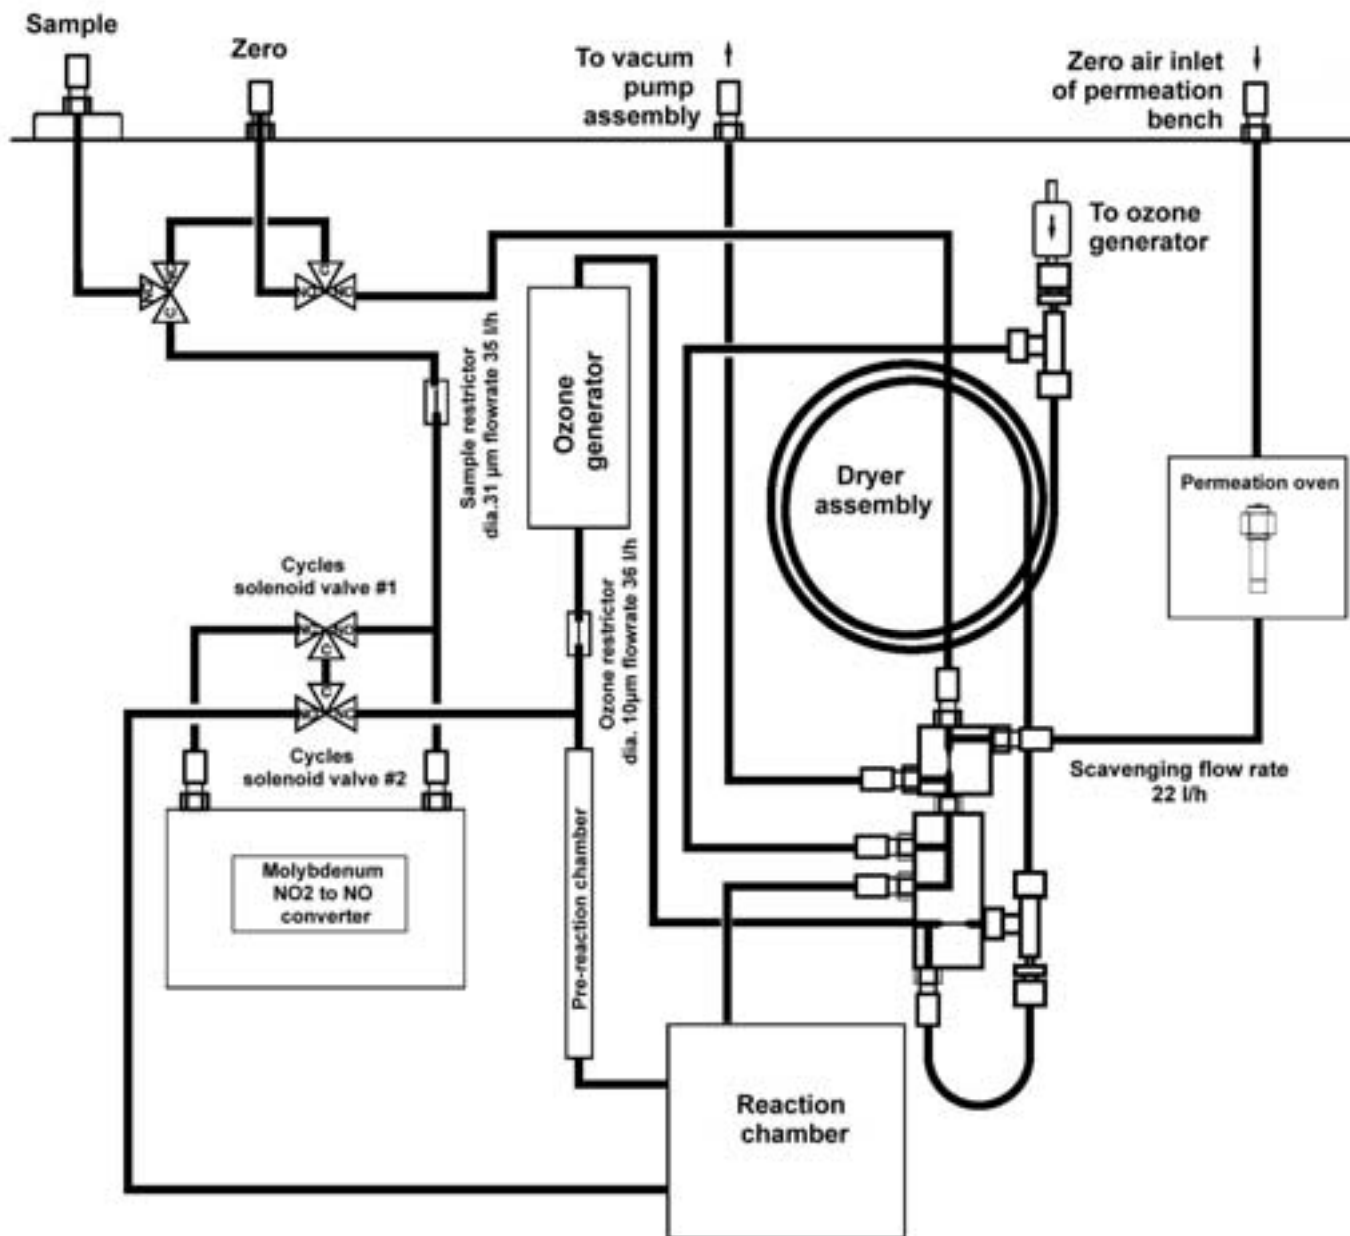 Sample
Zero
To vacum
pump
assembly
Zero air inlet
of permeation
bench
To ozone
generator
Sample restrictor
dia.31 µm flowrate 35 l/h
Ozone
generator
Dryer
assembly
Permeation oven
Cycles
solenoid valve #1
C
C
Ozone restrictor
dia. 10µm flowrate 36 l/h
Cycles
solenoid valve #2
Scavenging flow rate
22 l/h
Molybdenum
NO2 to NO
converter
Pre-reaction chamber
Reaction
chamber